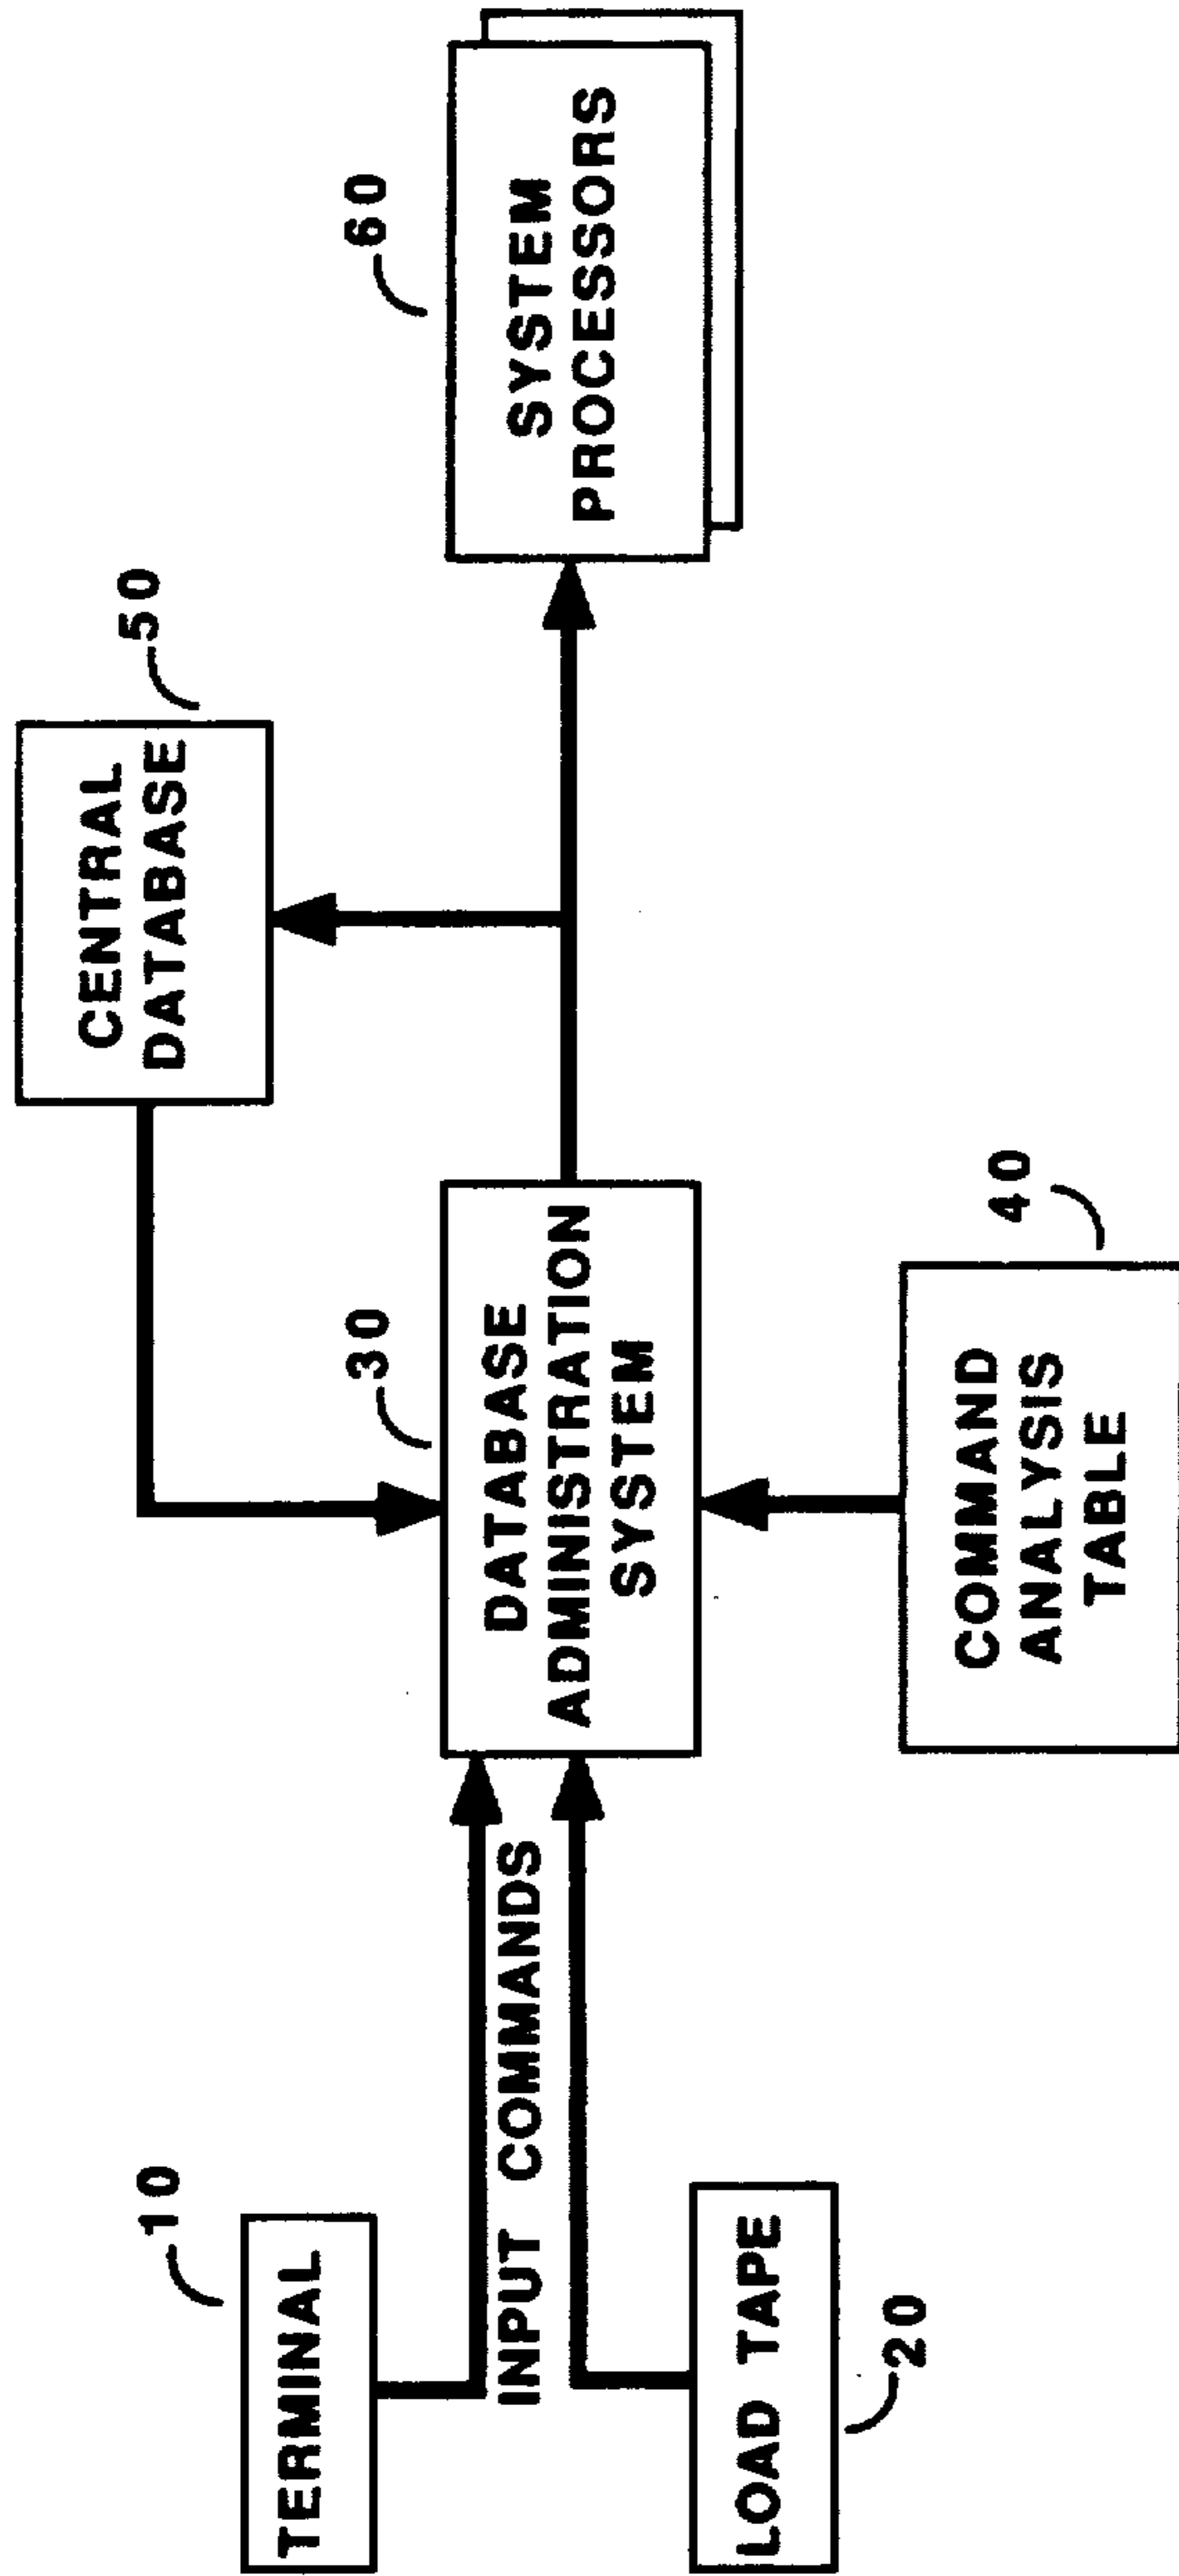 10
TERMINAL
INPUT COMMANDS
LOAD TAPE
20
30
DATABASE
ADMINISTRATION
SYSTEM
COMMAND
ANALYSIS
TABLE
40
CENTRAL
DATABASE
50
60
SYSTEM
PROCESSORS